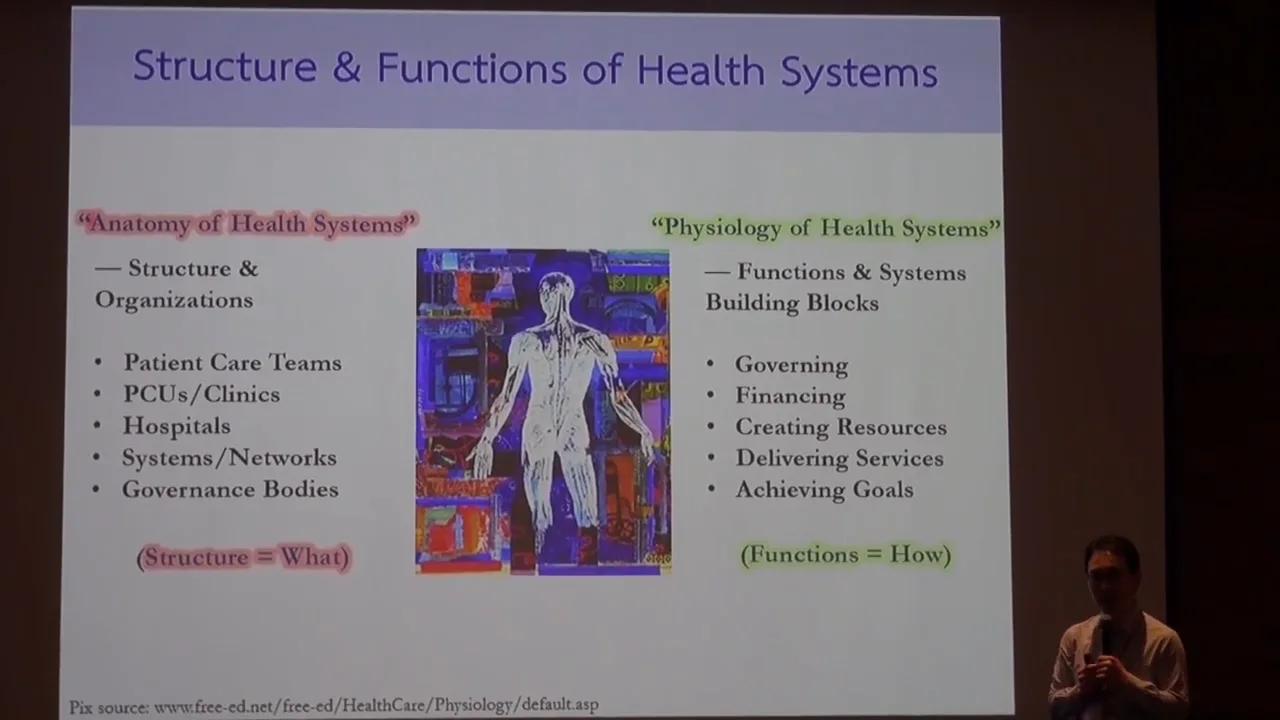 Structure & Functions of Health Systems
“Anatomy of Health Systems”
— Structure &
Organizations
• Patient Care Teams
• PCUs/Clinics
• Hospitals
• Systems/Networks
• Governance Bodies
(Structure = What)
“Physiology of Health Systems”
— Functions & Systems
Building Blocks
• Governing
• Financing
• Creating Resources
• Delivering Services
• Achieving Goals
(Functions = How)
Pix source: www.free-ed.net/free-ed/HealthCare/Physiology/default.asp